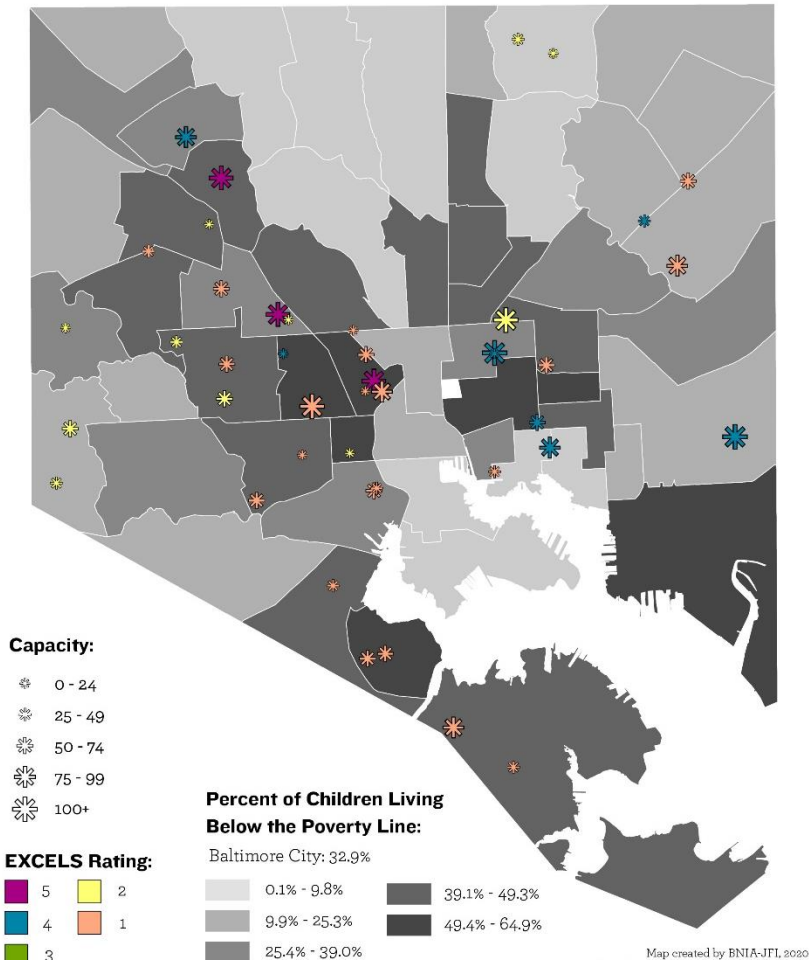 Capacity:
0 - 24
25 - 49
50 - 74
75 - 99
100+
EXCELS Rating:
5 2
4 1
3
Percent of Children Living
Below the Poverty Line:
Baltimore City: 32.9%
0.1% - 9.8% 39.1% - 49.3%
9.9% - 25.3% 49.4% - 64.9%
25.4% - 39.0%
Map created by BNIA-JFI, 2020